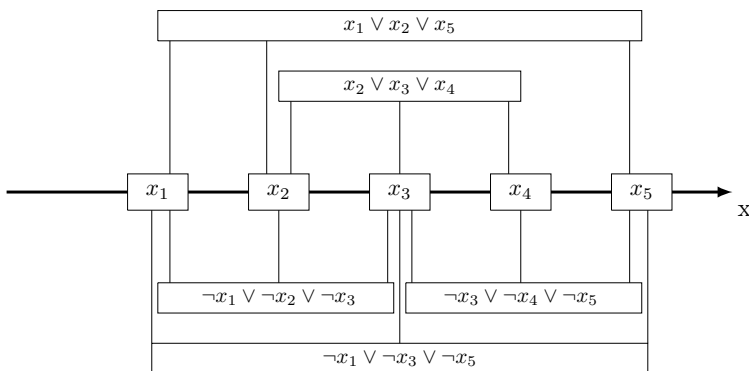 x₁ ∨ x₂ ∨ x₅
x₂ ∨ x₃ ∨ x₄
x₁ x₂ x₃ x₄ x₅
x
¬x₁ ∨ ¬x₂ ∨ ¬x₃ ¬x₃ ∨ ¬x₄ ∨ ¬x₅
¬x₁ ∨ ¬x₃ ∨ ¬x₅